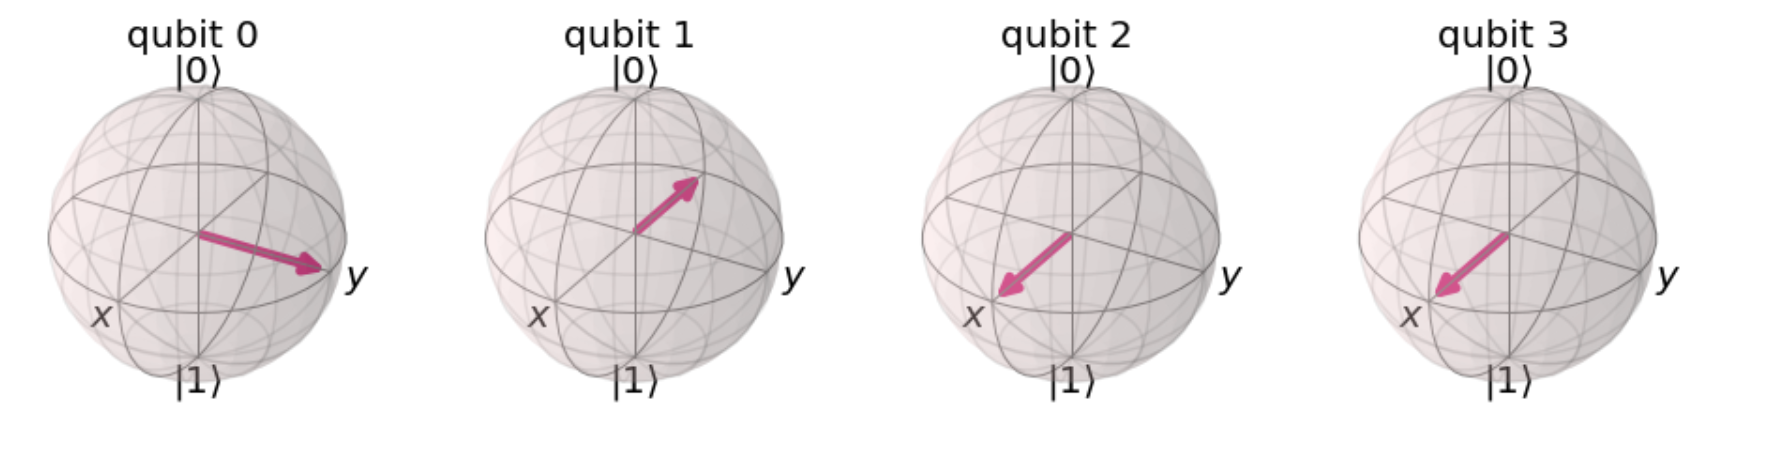 qubit 0
|0⟩
x
y
|1⟩
qubit 1
|0⟩
x
y
|1⟩
qubit 2
|0⟩
x
y
|1⟩
qubit 3
|0⟩
x
y
|1⟩